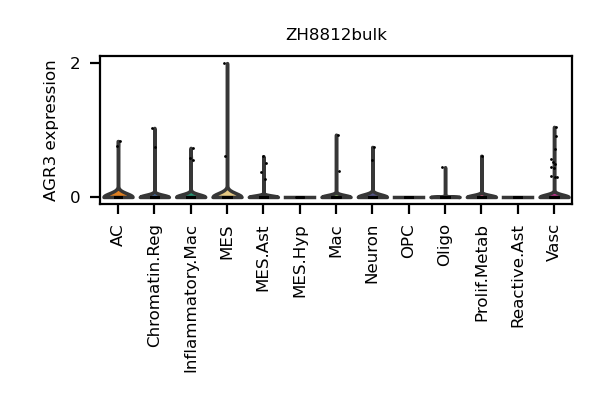 ZH8812bulk
AGR3 expression
2
0
AC
Chromatin.Reg
Inflammatory.Mac
MES
MES.Ast
MES.Hyp
Mac
Neuron
OPC
Oligo
Prolif.Metab
Reactive.Ast
Vasc